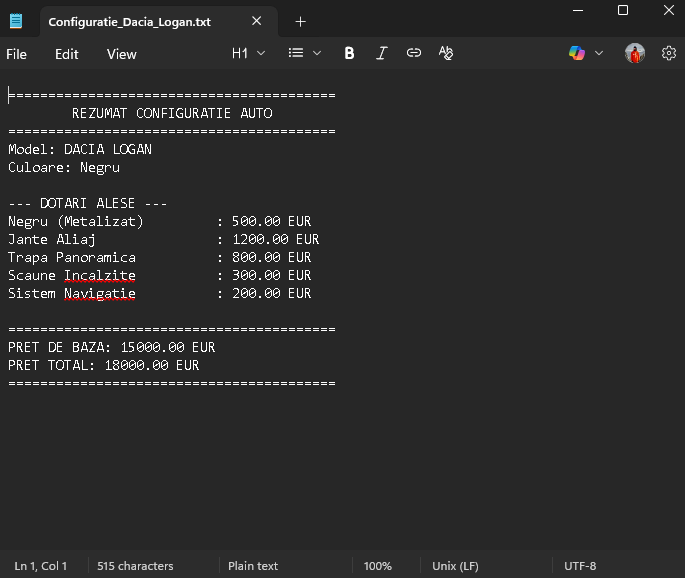 Configuratie_Dacia_Logan.txt
File Edit View H1 B I
=========================================
REZUMAT CONFIGURATIE AUTO
=========================================
Model: DACIA LOGAN
Culoare: Negru
--- DOTARI ALESE ---
Negru (Metalizat) : 500.00 EUR
Jante Aliaj : 1200.00 EUR
Trapa Panoramica : 800.00 EUR
Scaune Incalzite : 300.00 EUR
Sistem Navigatie : 200.00 EUR
=========================================
PRET DE BAZA: 15000.00 EUR
PRET TOTAL: 18000.00 EUR
=========================================
Ln 1, Col 1 515 characters Plain text 100% Unix (LF) UTF-8